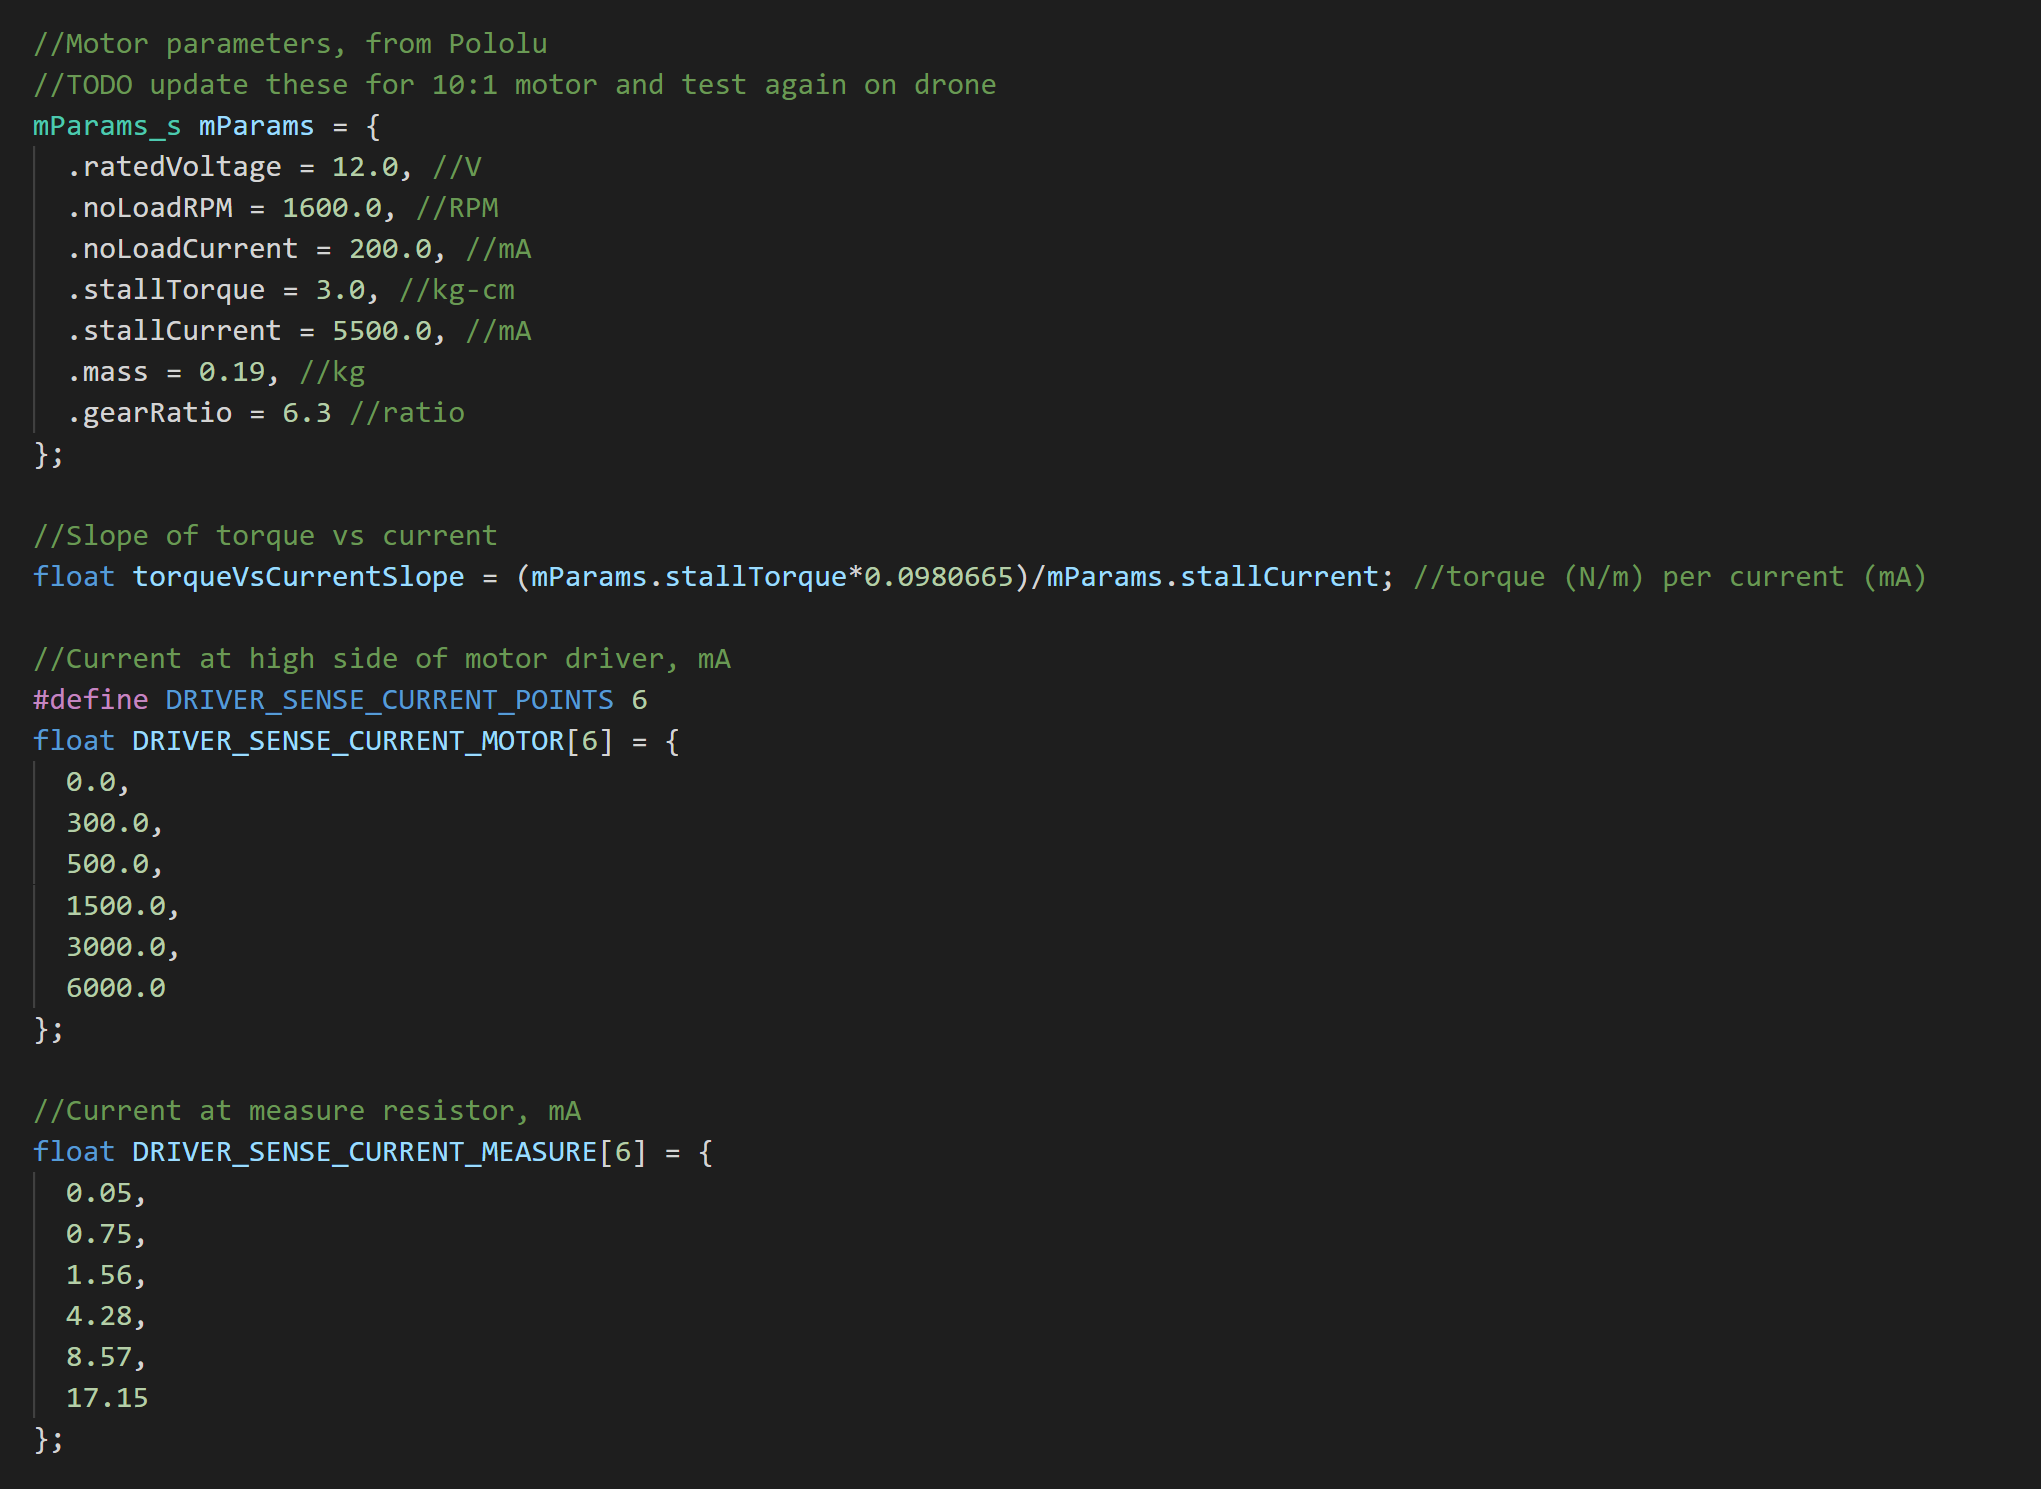 //Motor parameters, from Pololu
//TODO update these for 10:1 motor and test again on drone
mParams_s mParams = {
  .ratedVoltage = 12.0, //V
  .noLoadRPM = 1600.0, //RPM
  .noLoadCurrent = 200.0, //mA
  .stallTorque = 3.0, //kg-cm
  .stallCurrent = 5500.0, //mA
  .mass = 0.19, //kg
  .gearRatio = 6.3 //ratio
};

//Slope of torque vs current
float torqueVsCurrentSlope = (mParams.stallTorque*0.0980665)/mParams.stallCurrent; //torque (N/m) per current (mA)

//Current at high side of motor driver, mA
#define DRIVER_SENSE_CURRENT_POINTS 6
float DRIVER_SENSE_CURRENT_MOTOR[6] = {
  0.0,
  300.0,
  500.0,
  1500.0,
  3000.0,
  6000.0
};

//Current at measure resistor, mA
float DRIVER_SENSE_CURRENT_MEASURE[6] = {
  0.05,
  0.75,
  1.56,
  4.28,
  8.57,
  17.15
};